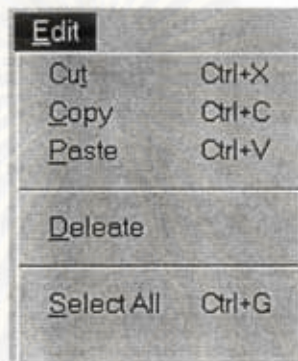 Edit
Cut Ctrl+X
Copy Ctrl+C
Paste Ctrl+V
Deleate
Select All Ctrl+G